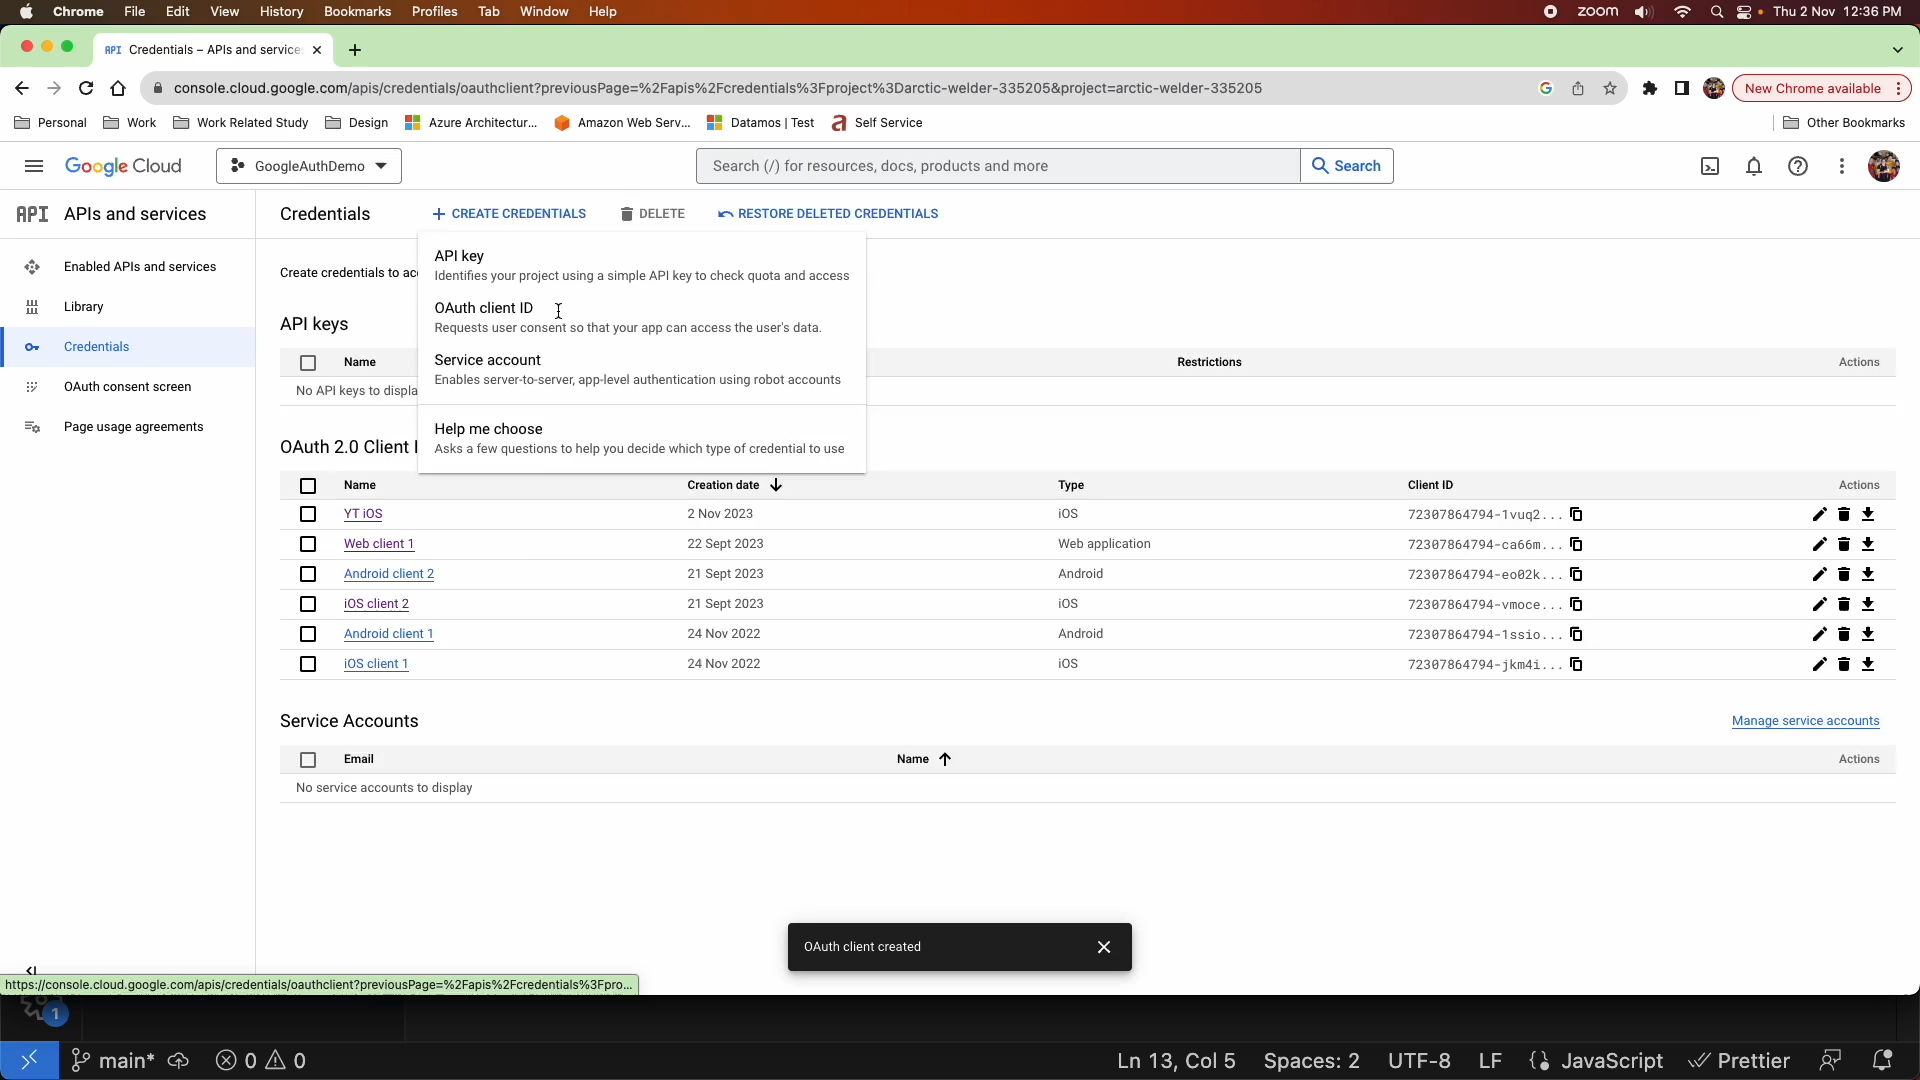 Chrome File Edit View History Bookmarks Profiles Tab Window Help zoom Thu 2 Nov 12:36 PM
API Credentials – APIs and service
console.cloud.google.com/apis/credentials/oauthclient?previousPage=%2Fapis%2Fcredentials%3Fproject%3Darctic-welder-335205&project=arctic-welder-335205 New Chrome available
Personal Work Work Related Study Design Azure Architectur... Amazon Web Serv... Datamos | Test Self Service Other Bookmarks
Google Cloud GoogleAuthDemo Search (/) for resources, docs, products and more Search
API APIs and services Credentials CREATE CREDENTIALS DELETE RESTORE DELETED CREDENTIALS
Enabled APIs and services
Library
Credentials
OAuth consent screen
Page usage agreements
Create credentials to acc
API key
Identifies your project using a simple API key to check quota and access
OAuth client ID
Requests user consent so that your app can access the user's data.
Service account
Enables server-to-server, app-level authentication using robot accounts
Help me choose
Asks a few questions to help you decide which type of credential to use
API keys
Name Restrictions Actions
No API keys to displa
OAuth 2.0 Client I
Name Creation date Type Client ID Actions
YT iOS 2 Nov 2023 iOS 72307864794-1vuq2...
Web client 1 22 Sept 2023 Web application 72307864794-ca66m...
Android client 2 21 Sept 2023 Android 72307864794-eo02k...
iOS client 2 21 Sept 2023 iOS 72307864794-vmoce...
Android client 1 24 Nov 2022 Android 72307864794-1ssio...
iOS client 1 24 Nov 2022 iOS 72307864794-jkm4i...
Service Accounts Manage service accounts
Email Name Actions
No service accounts to display
OAuth client created
https://console.cloud.google.com/apis/credentials/oauthclient?previousPage=%2Fapis%2Fcredentials%3Fpro...
1
main* 0 0 Ln 13, Col 5 Spaces: 2 UTF-8 LF JavaScript Prettier